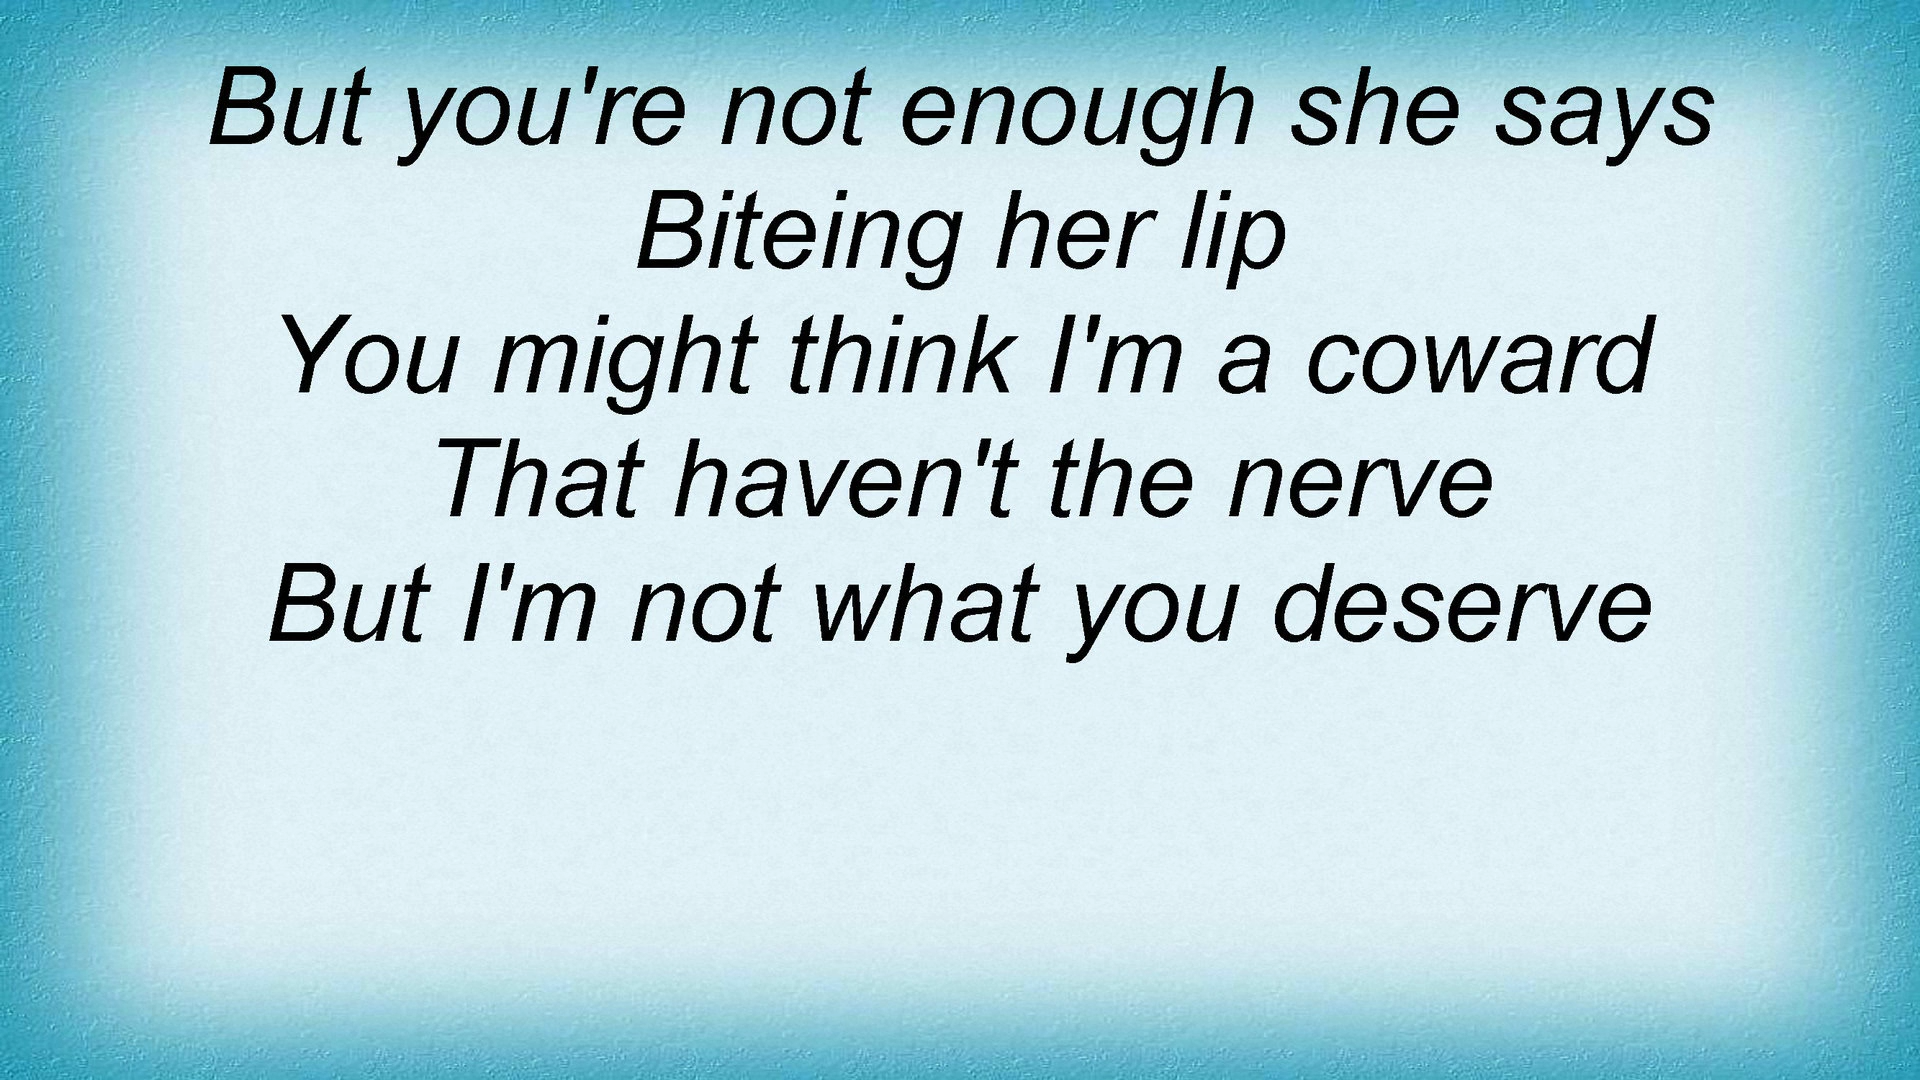 But you're not enough she says
Biteing her lip
You might think I'm a coward
That haven't the nerve
But I'm not what you deserve